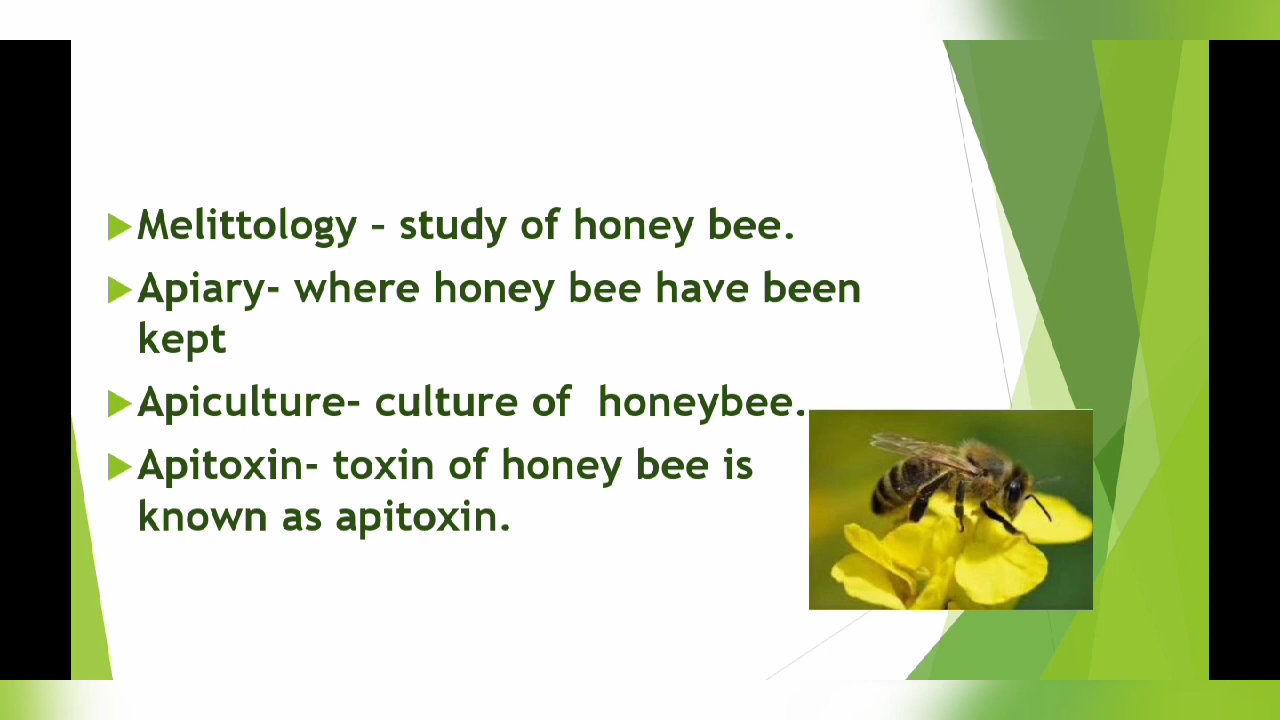 Melittology – study of honey bee.
Apiary- where honey bee have been
kept
Apiculture- culture of  honeybee.
Apitoxin- toxin of honey bee is
known as apitoxin.